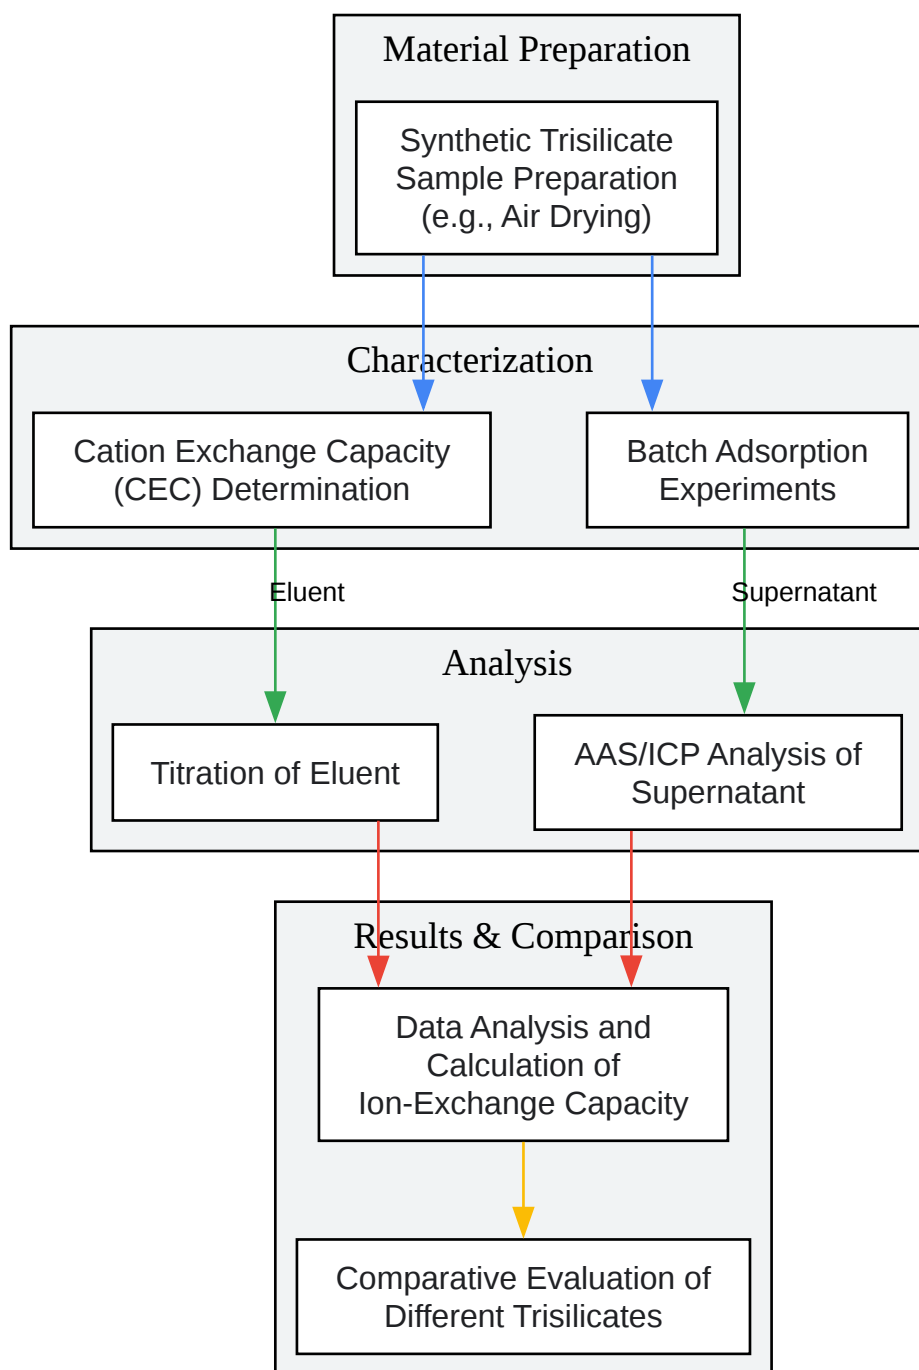 Material Preparation
Synthetic Trisilicate
Sample Preparation
(e.g., Air Drying)
Characterization
Cation Exchange Capacity
(CEC) Determination
Batch Adsorption
Experiments
Eluent
Supernatant
Analysis
Titration of Eluent
AAS/ICP Analysis of
Supernatant
Results & Comparison
Data Analysis and
Calculation of
Ion-Exchange Capacity
Comparative Evaluation of
Different Trisilicates